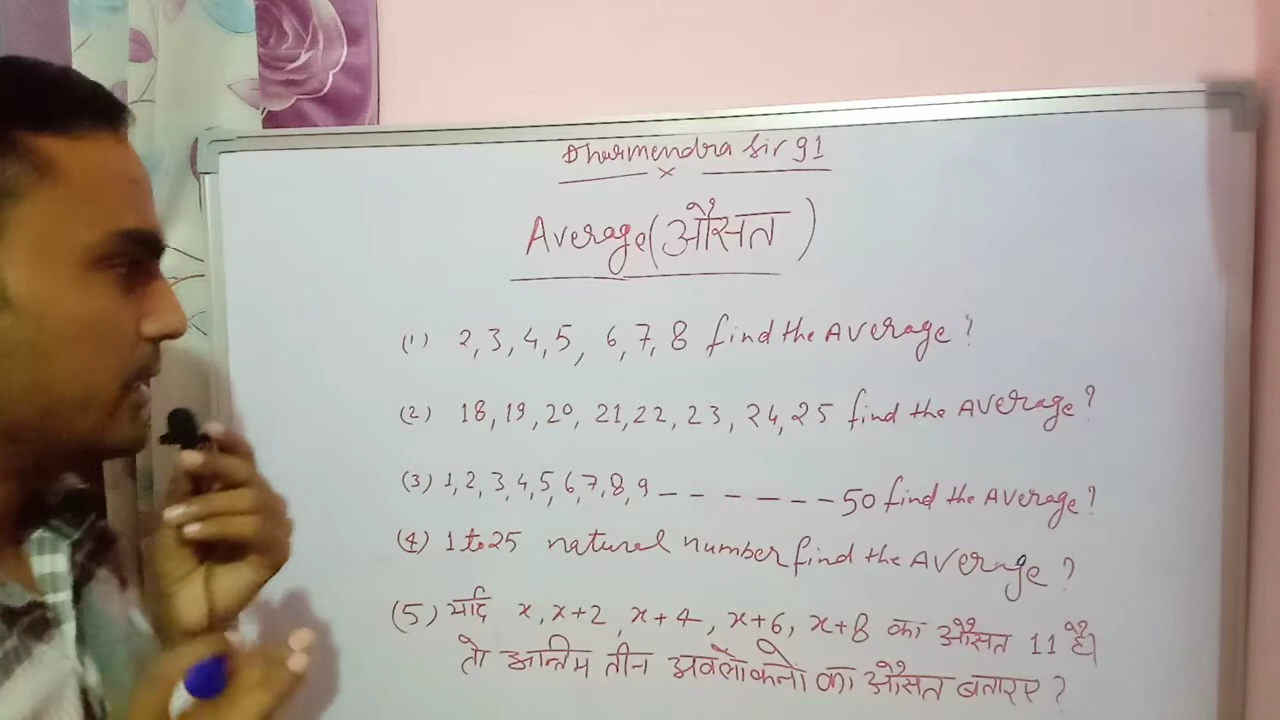 Dharmendra Sir 91
Average (औसत)
(1) 2, 3, 4, 5, 6, 7, 8 find the Average?
(2) 18, 19, 20, 21, 22, 23, 24, 25 find the Average?
(3) 1, 2, 3, 4, 5, 6, 7, 8, 9 ------- 50 find the Average?
(4) 1 to 25 natural number find the Average?
(5) यदि x, x+2, x+4, x+6, x+8 का औसत 11 है।
तो अन्तिम तीन अवलोकनो का औसत बताइए?